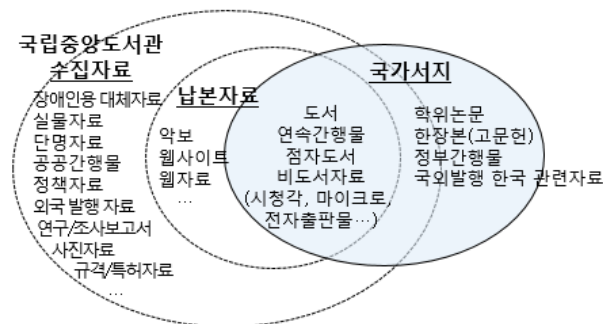 국립중앙도서관
수집자료
장애인용 대체자료
실물자료
단명자료
공공간행물
정책자료
외국 발행 자료
연구/조사보고서
사진자료
규격/특허자료
…
납본자료
악보
웹사이트
웹자료
…
국가서지
도서
연속간행물
점자도서
비도서자료
(시청각, 마이크로,
전자출판물…)
학위논문
한장본(고문헌)
정부간행물
국외발행 한국 관련자료